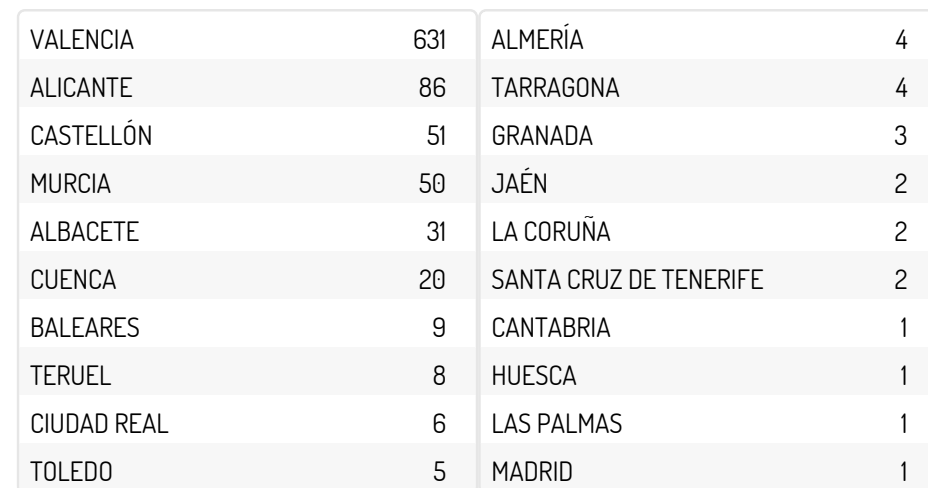 VALENCIA 631
ALICANTE 86
CASTELLÓN 51
MURCIA 50
ALBACETE 31
CUENCA 20
BALEARES 9
TERUEL 8
CIUDAD REAL 6
TOLEDO 5
ALMERÍA 4
TARRAGONA 4
GRANADA 3
JAÉN 2
LA CORUÑA 2
SANTA CRUZ DE TENERIFE 2
CANTABRIA 1
HUESCA 1
LAS PALMAS 1
MADRID 1